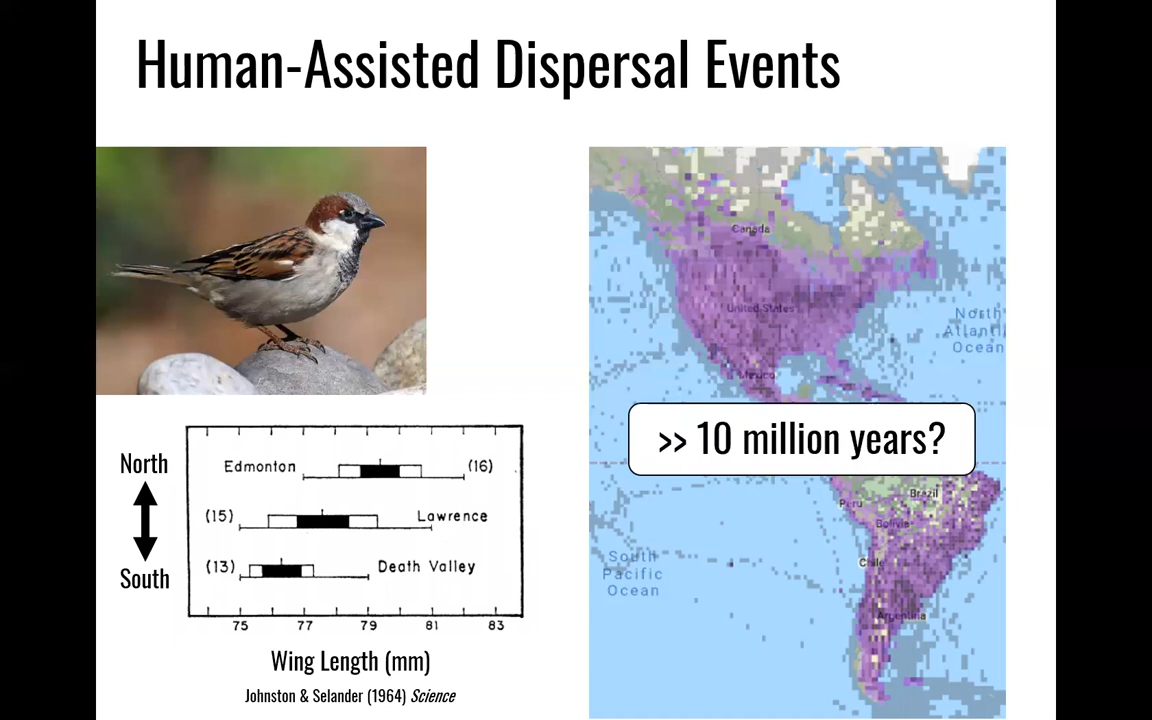 Human-Assisted Dispersal Events
Canada
United States
North
Atlantic
Ocean
Mexico
>> 10 million years?
Brazil
Peru
Bolivia
South
Pacific
Ocean
Chile
Argentina
North
South
Edmonton (16)
(15) Lawrence
(13) Death Valley
75 77 79 81 83
Wing Length (mm)
Johnston & Selander (1964) Science